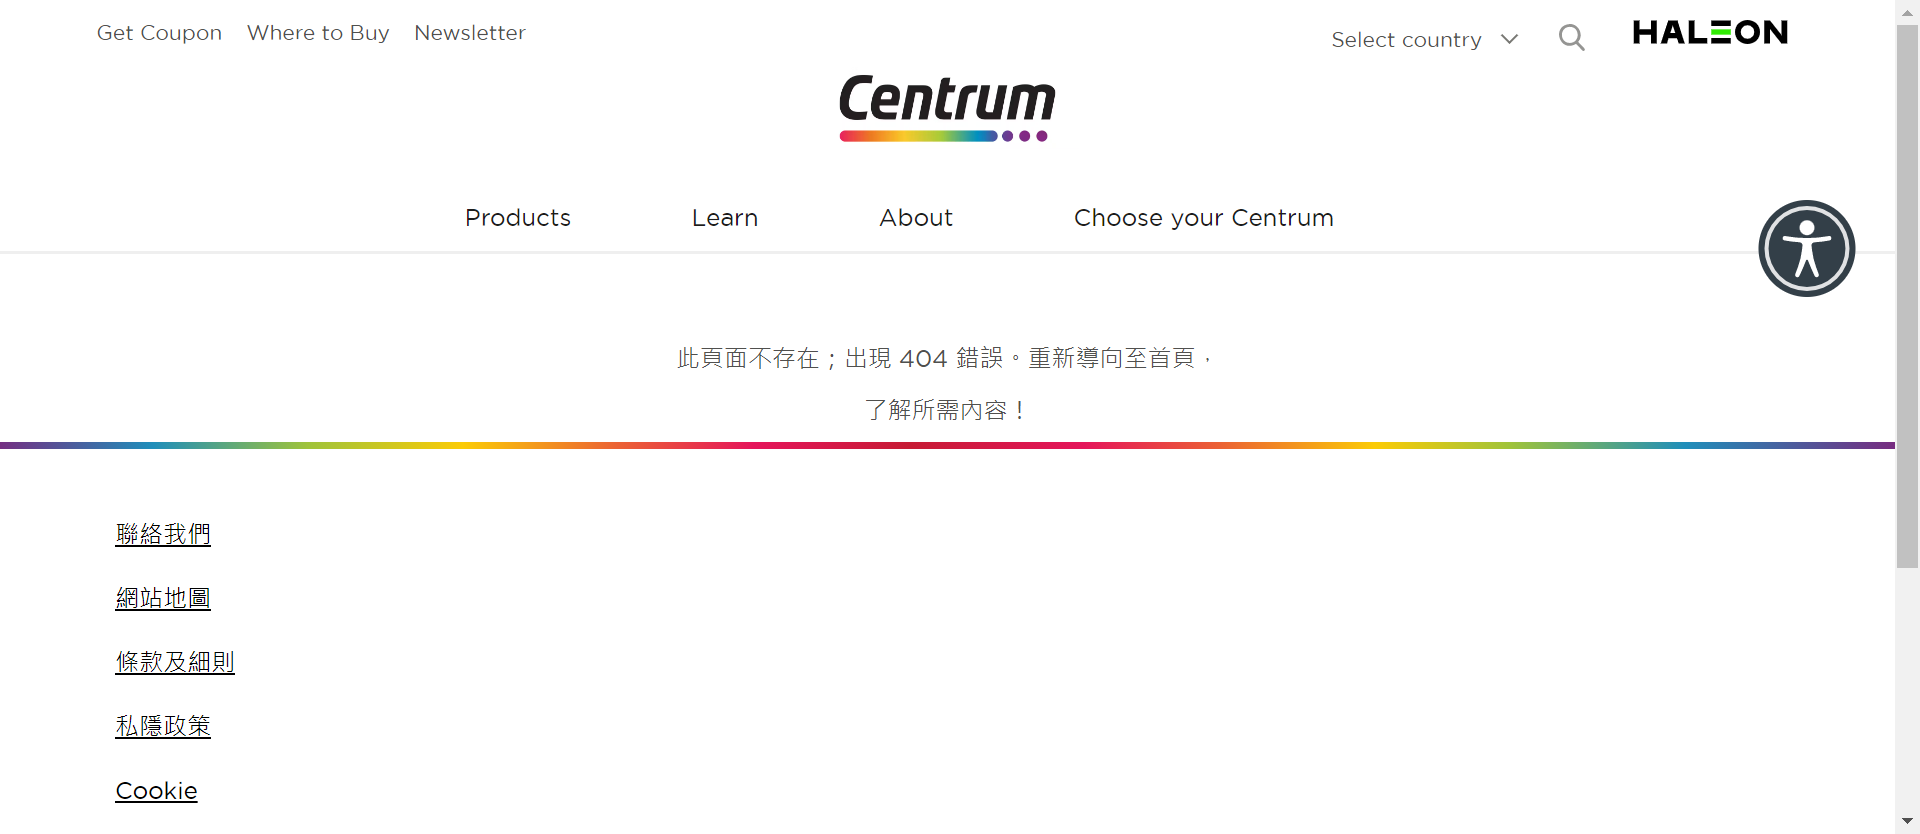 Get Coupon Where to Buy Newsletter
Select country
HALEON
Centrum
Products Learn About Choose your Centrum
此頁面不存在；出現 404 錯誤。重新導向至首頁，
了解所需內容！
聯絡我們
網站地圖
條款及細則
私隱政策
Cookie